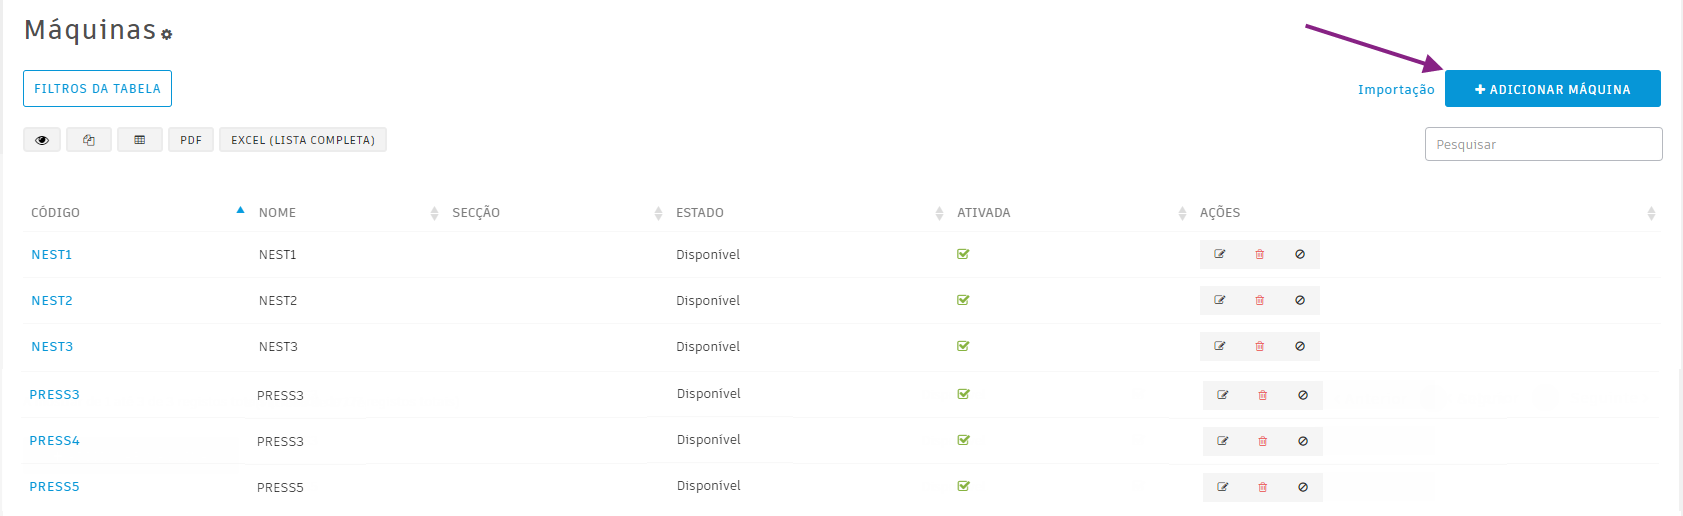 Máquinas
FILTROS DA TABELA
Importação
ADICIONAR MÁQUINA
PDF
EXCEL (LISTA COMPLETA)
Pesquisar
CÓDIGO NOME SECÇÃO ESTADO ATIVADA AÇÕES
NEST1 NEST1 Disponível
NEST2 NEST2 Disponível
NEST3 NEST3 Disponível
PRESS3 PRESS3 Disponível
PRESS4 PRESS3 Disponível
PRESS5 PRESS5 Disponível